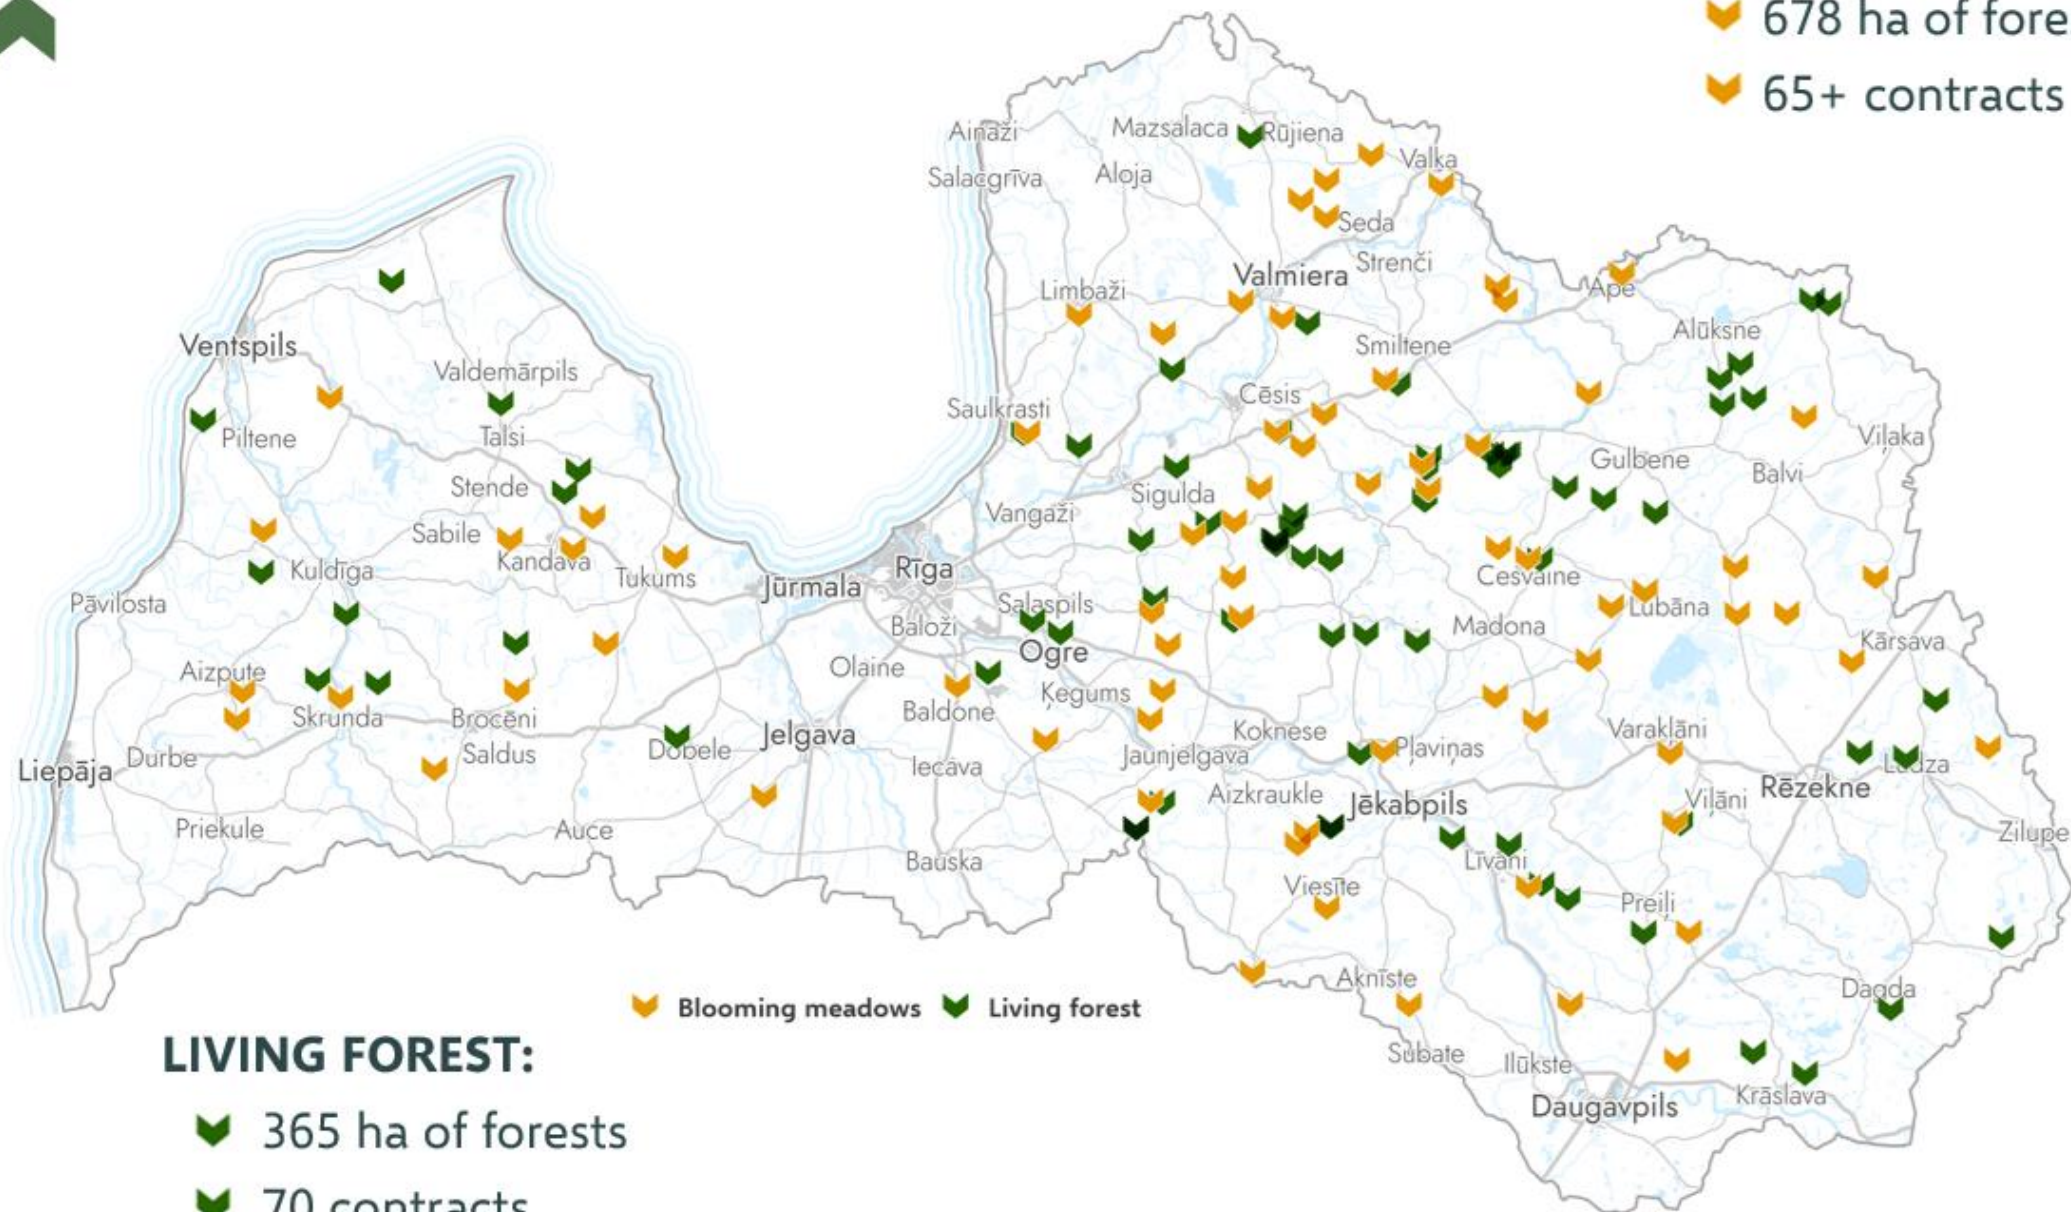 678 ha of fore
65+ contracts
Ainaži
Mazsalaca
Rūjiena
Salacgrīva
Aloja
Valka
Seda
Strenči
Valmiera
Limbaži
Ape
Alūksne
Smiltene
Ventspils
Valdemārpils
Cēsis
Saulkrasti
Piltene
Talsi
Viļaka
Gulbene
Balvi
Stende
Sigulda
Vangaži
Sabile
Kandava
Kuldīga
Tukums
Jūrmala
Rīga
Cesvaine
Pāvilosta
Salaspils
Lubāna
Baloži
Madona
Kārsava
Ogre
Aizpute
Olaine
Ķegums
Skrunda
Brocēni
Baldone
Koknese
Varakļāni
Jelgava
Dobele
Pļaviņas
Durbe
Saldus
Jaunjelgava
Iecava
Liepāja
Ludza
Rēzekne
Aizkraukle
Jēkabpils
Viļāni
Priekule
Auce
Zilupe
Bauska
Līvāni
Viesīte
Preiļi
Aknīste
Dagda
Blooming meadows
Living forest
Subate
Ilūkste
Krāslava
Daugavpils
LIVING FOREST:
365 ha of forests
70 contracts